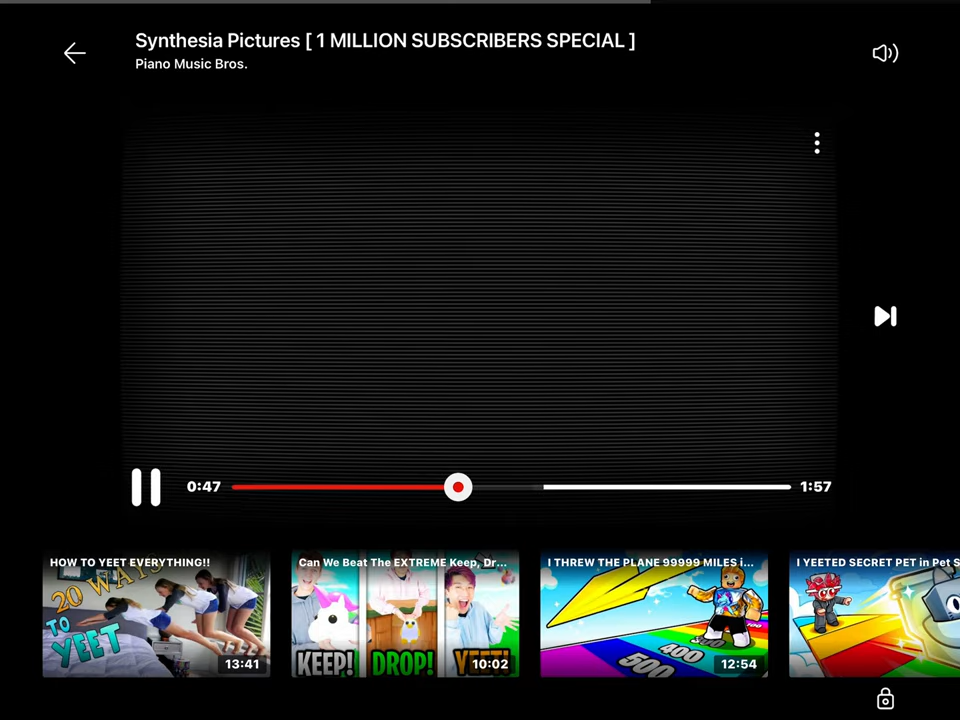 Synthesia Pictures [ 1 MILLION SUBSCRIBERS SPECIAL ]
Piano Music Bros.
0:47
1:57
HOW TO YEET EVERYTHING!!
20 WAYS
TO
YEET
13:41
Can We Beat The EXTREME Keep, Dr...
KEEP!
DROP!
YEET!
10:02
I THREW THE PLANE 99999 MILES i...
400
500
12:54
I YEETED SECRET PET in Pet S